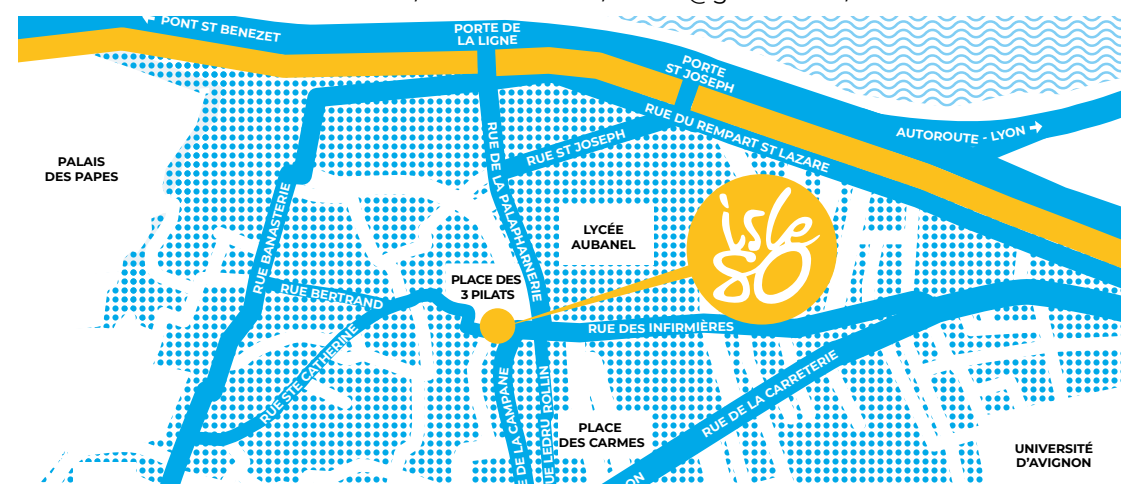 ← PONT ST BENEZET
PORTE DE
LA LIGNE
PORTE
ST JOSEPH
AUTOROUTE - LYON →
RUE DU REMPART ST LAZARE
RUE ST JOSEPH
RUE DE LA PALAPHARNERIE
PALAIS
DES PAPES
RUE BANASTERIE
LYCÉE
AUBANEL
isle
80
PLACE DES
3 PILATS
RUE BERTRAND
RUE DES INFIRMIÈRES
RUE STE CATHERINE
E DE LA CAMPANE
UE LEDRU ROLLIN
RUE DE LA CARRETERIE
PLACE
DES CARMES
UNIVERSITÉ
D'AVIGNON
ON